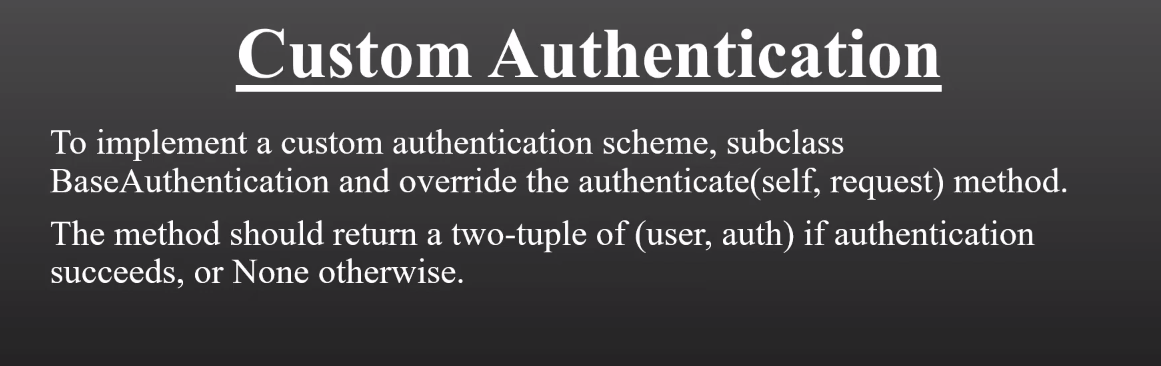 Custom Authentication
To implement a custom authentication scheme, subclass
BaseAuthentication and override the authenticate(self, request) method.
The method should return a two-tuple of (user, auth) if authentication
succeeds, or None otherwise.